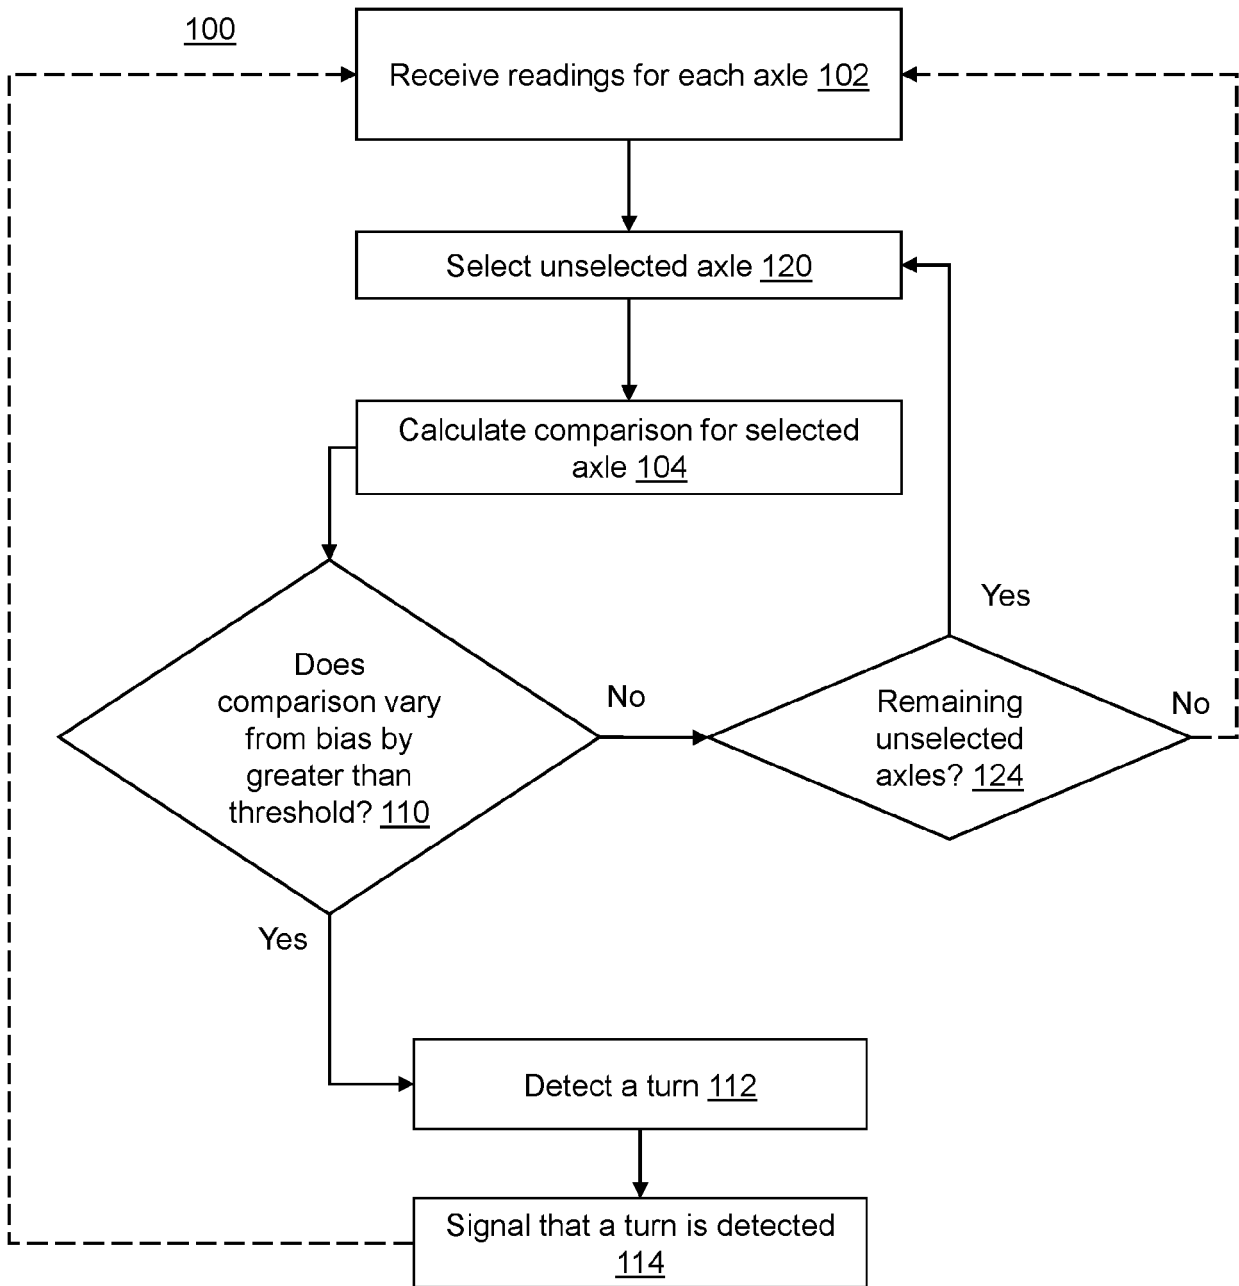 100
Receive readings for each axle 102
Select unselected axle 120
Calculate comparison for selected
axle 104
Does
comparison vary
from bias by
greater than
threshold? 110
No
Remaining
unselected
axles? 124
Yes
No
Yes
Detect a turn 112
Signal that a turn is detected
114